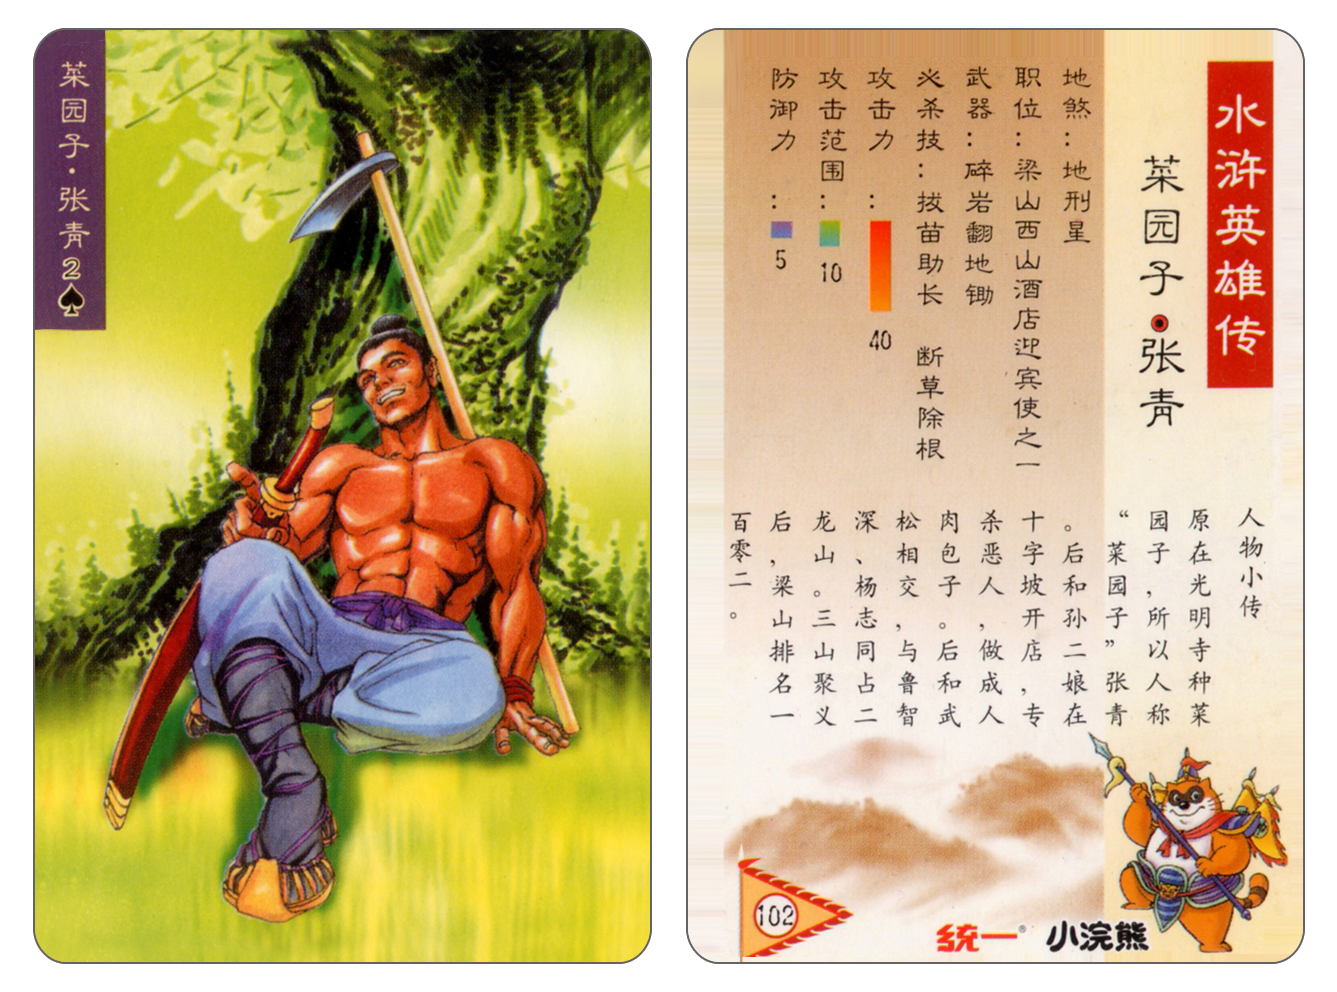 菜园子·张青
2
水浒英雄传
菜园子·张青
地煞：地刑星
职位：梁山西山酒店迎宾使之一
武器：碎岩翻地锄
必杀技：拔苗助长 断草除根
攻击力：40
攻击范围：10
防御力：5
人物小传
原在光明寺种菜
园子，所以人称
“菜园子”张青
。后和孙二娘在
十字坡开店，专
杀恶人，做成人
肉包子。后和武
松相交，与鲁智
深、杨志同占二
龙山。三山聚义
后，梁山排名一
百零二。
102
统一® 小浣熊